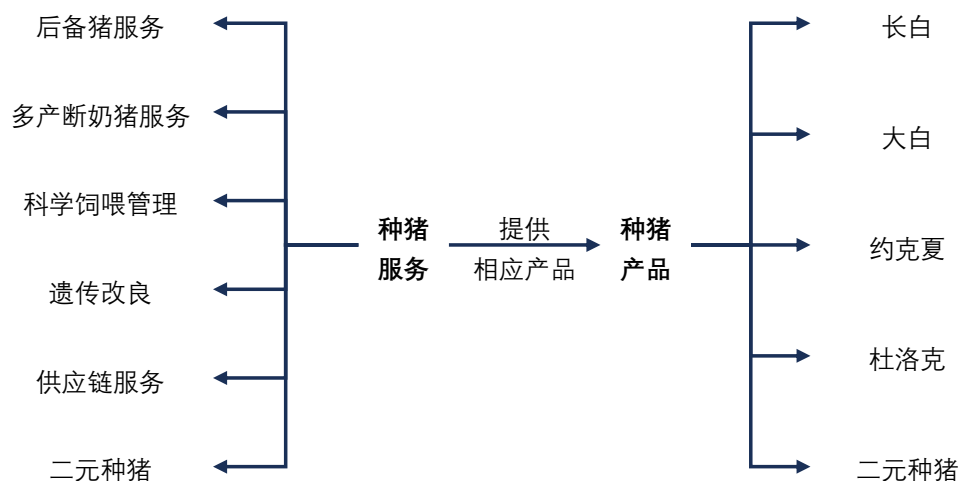 后备猪服务
多产断奶猪服务
科学饲喂管理
遗传改良
供应链服务
二元种猪
种猪
服务
提供
相应产品
种猪
产品
长白
大白
约克夏
杜洛克
二元种猪